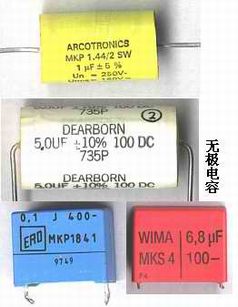 ARCOTRONICS
MKP 1.44/2 SW
1 µF ± 5 %
Un = 250V-
735P
2
DEARBORN
5.0UF ±10% 100 DC
735P
DEARBORN
5.0UF ±10% 100 DC
无极电容
0,1 J 400-
ERO MKP1841
9749
WIMA 6,8 µF
MKS 4 100-